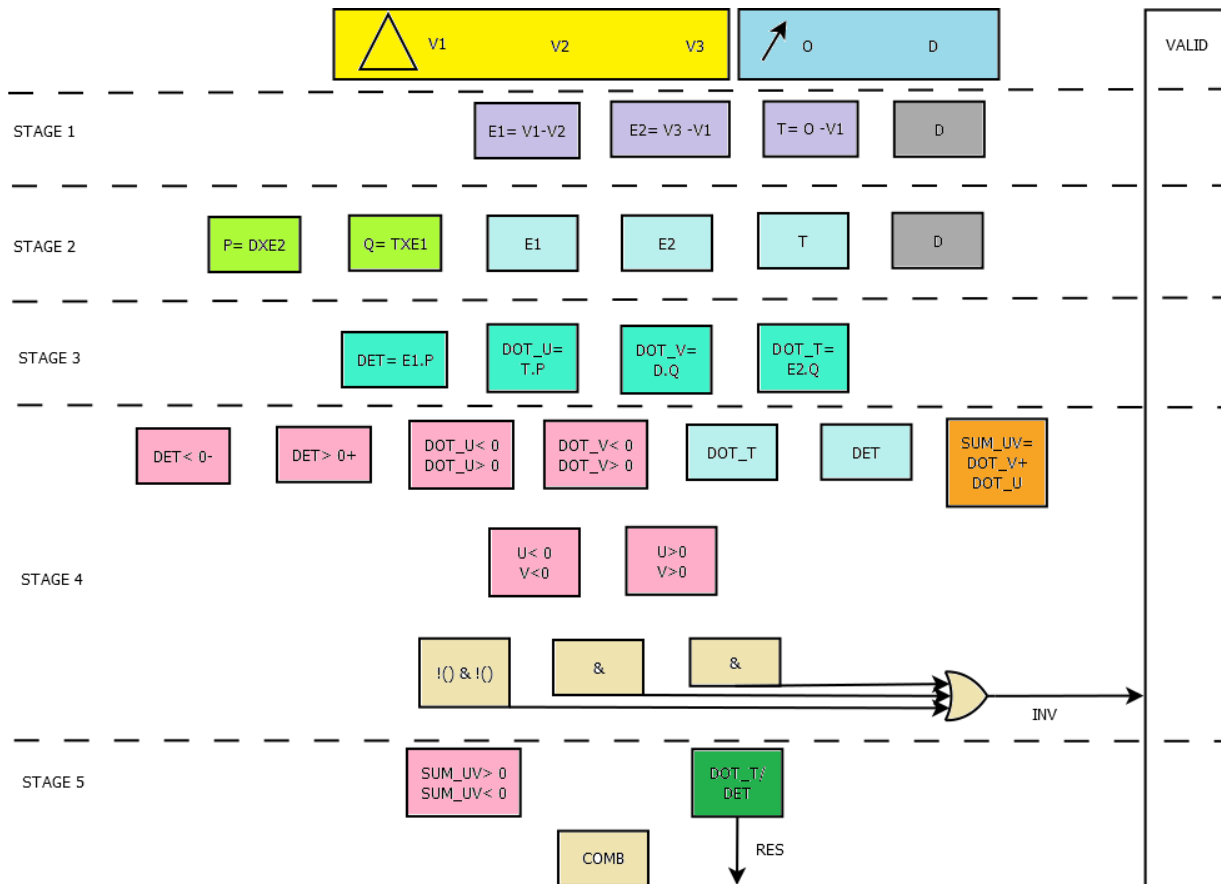 V1
V2
V3
O
D
VALID
STAGE 1
E1= V1-V2
E2= V3 -V1
T= O -V1
D
STAGE 2
P= DXE2
Q= TXE1
E1
E2
T
D
STAGE 3
DET= E1.P
DOT_U=
T.P
DOT_V=
D.Q
DOT_T=
E2.Q
DET< 0-
DET> 0+
DOT_U< 0
DOT_U> 0
DOT_V< 0
DOT_V> 0
DOT_T
DET
SUM_UV=
DOT_V+
DOT_U
STAGE 4
U< 0
V<0
U>0
V>0
!() & !()
&
&
INV
STAGE 5
SUM_UV> 0
SUM_UV< 0
DOT_T/
DET
COMB
RES